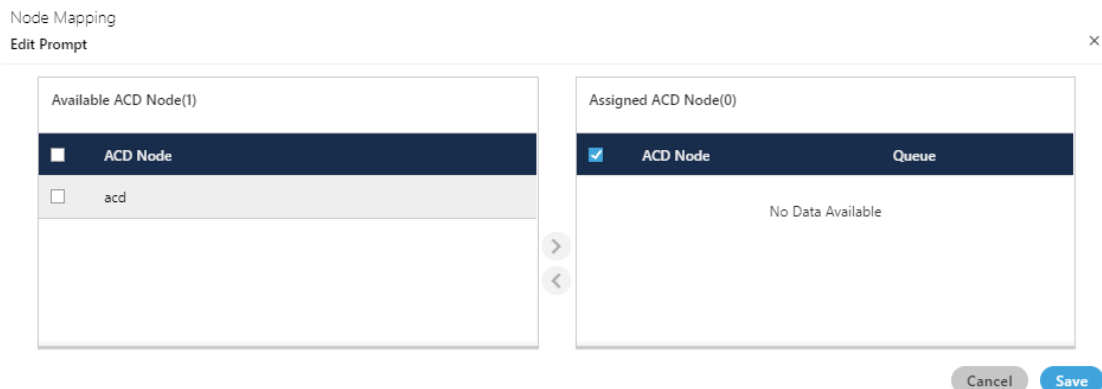 Node Mapping
Edit Prompt
Available ACD Node(1)
ACD Node
acd
Assigned ACD Node(0)
ACD Node Queue
No Data Available
Cancel Save